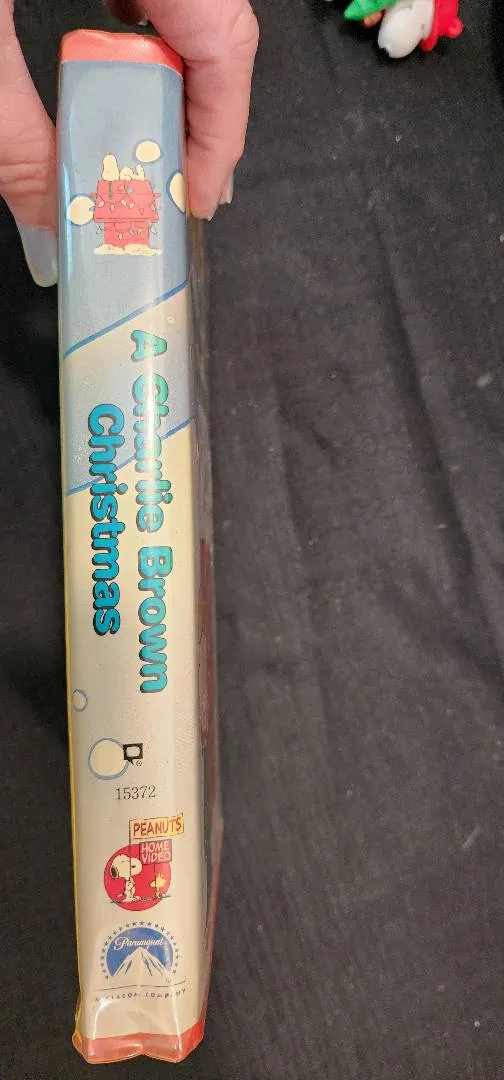 A Charlie Brown
Christmas
®
15372
PEANUTS
HOME
VIDEO
Paramount
A VIACOM COMPANY